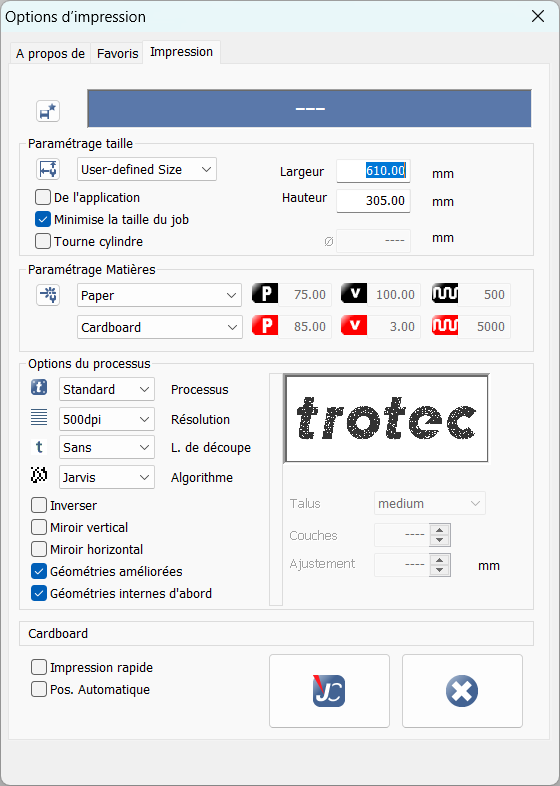 Options d'impression
A propos de Favoris Impression
---
Paramétrage taille
User-defined Size Largeur 610.00 mm
Hauteur 305.00 mm
De l'application
Minimise la taille du job
Tourne cylindre ⌀ ---- mm
Paramétrage Matières
Paper P 75.00 v 100.00 500
Cardboard P 85.00 v 3.00 5000
Options du processus
t Standard Processus
500dpi Résolution
t Sans L. de découpe
Jarvis Algorithme
trotec
Inverser
Miroir vertical
Miroir horizontal
Géométries améliorées
Géométries internes d'abord
Talus medium
Couches ----
Ajustement ---- mm
Cardboard
Impression rapide
Pos. Automatique
JC